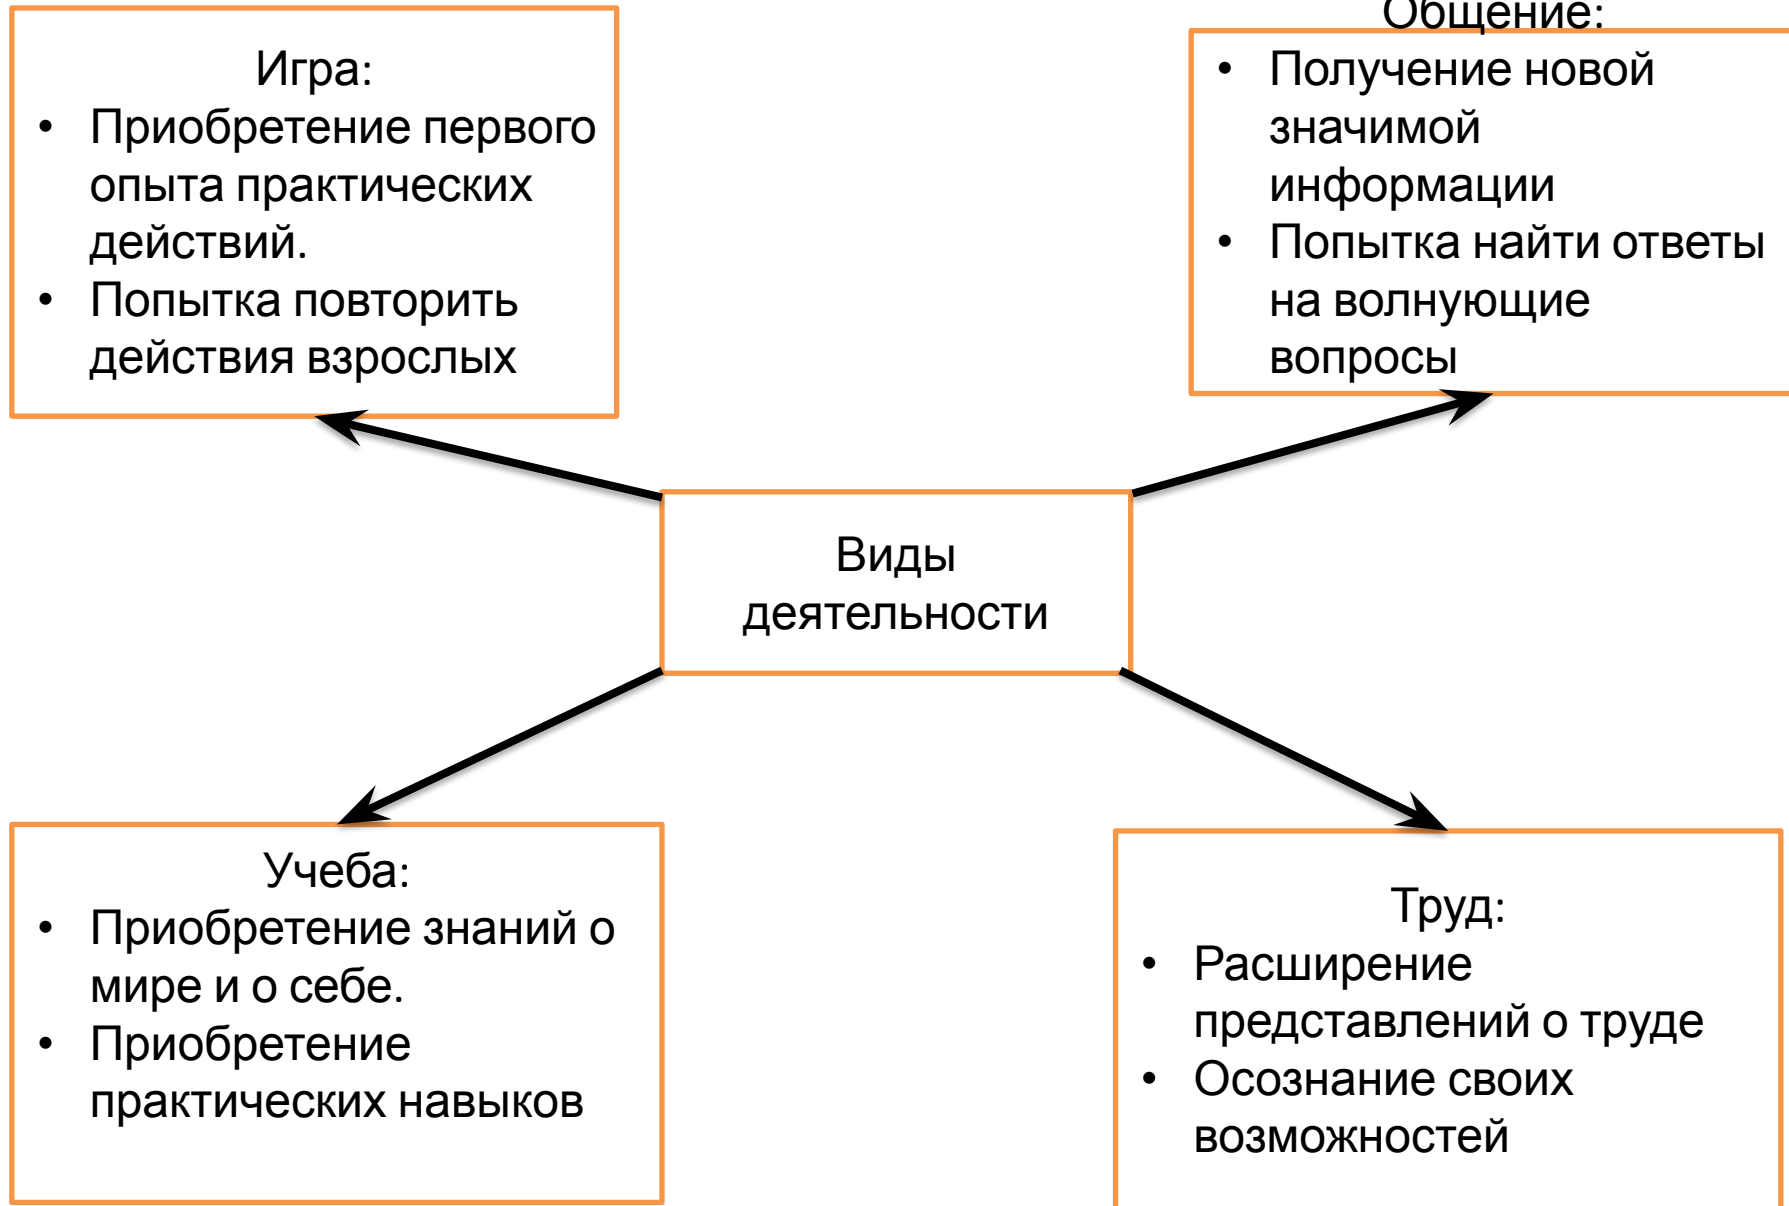 Игра:
• Приобретение первого
опыта практических
действий.
• Попытка повторить
действия взрослых
Общение:
• Получение новой
значимой
информации
• Попытка найти ответы
на волнующие
вопросы
Виды
деятельности
Учеба:
• Приобретение знаний о
мире и о себе.
• Приобретение
практических навыков
Труд:
• Расширение
представлений о труде
• Осознание своих
возможностей